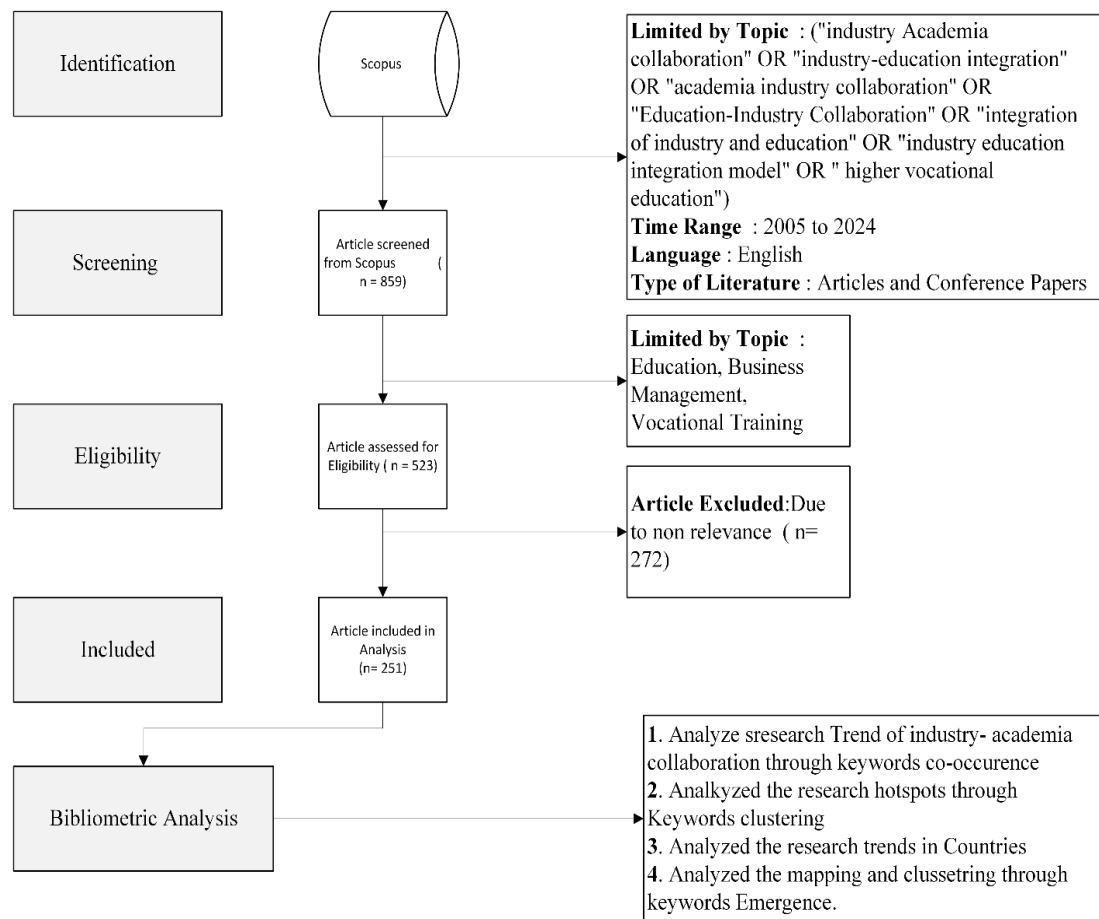 Identification
Scopus
Limited by Topic : ("industry Academia
collaboration" OR "industry-education integration"
OR "academia industry collaboration" OR
"Education-Industry Collaboration" OR "integration
of industry and education" OR "industry education
integration model" OR " higher vocational
education")
Time Range : 2005 to 2024
Language : English
Type of Literature : Articles and Conference Papers
Screening
Article screened
from Scopus (
n = 859)
Limited by Topic :
Education, Business
Management,
Vocational Training
Eligibility
Article assessed for
Eligibility ( n = 523)
Article Excluded:Due
to non relevance ( n=
272)
Included
Article included in
Analysis
(n= 251)
Bibliometric Analysis
1. Analyze sresearch Trend of industry- academia
collaboration through keywords co-occurence
2. Analkyzed the research hotspots through
Keywords clustering
3. Analyzed the research trends in Countries
4. Analyzed the mapping and clussetring through
keywords Emergence.